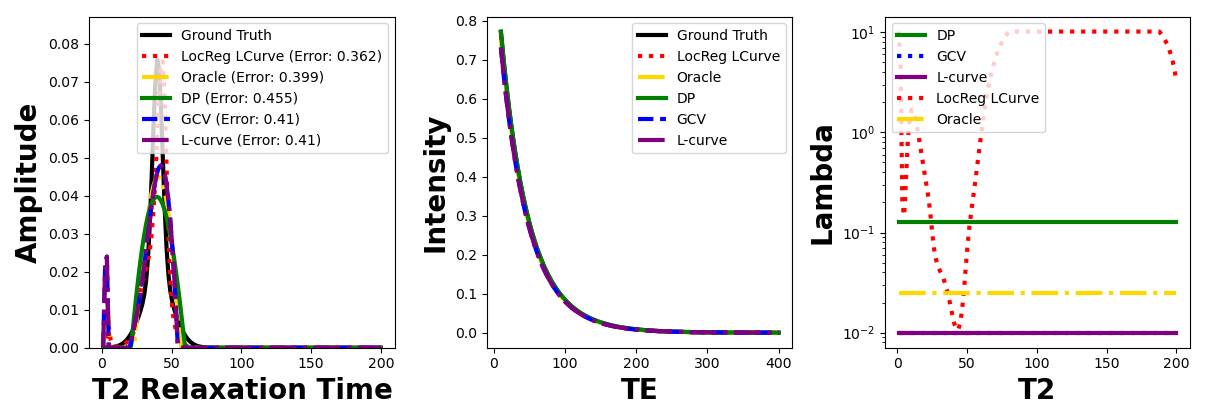 0.08
0.07
0.06
0.05
0.04
0.03
0.02
0.01
0.00
Amplitude
0 50 100 150 200
T2 Relaxation Time
Ground Truth
LocReg LCurve (Error: 0.362)
Oracle (Error: 0.399)
DP (Error: 0.455)
GCV (Error: 0.41)
L-curve (Error: 0.41)
0.8
0.7
0.6
0.5
0.4
0.3
0.2
0.1
0.0
Intensity
0 100 200 300 400
TE
Ground Truth
LocReg LCurve
Oracle
DP
GCV
L-curve
10¹
10⁰
10⁻¹
10⁻²
Lambda
0 50 100 150 200
T2
DP
GCV
L-curve
LocReg LCurve
Oracle